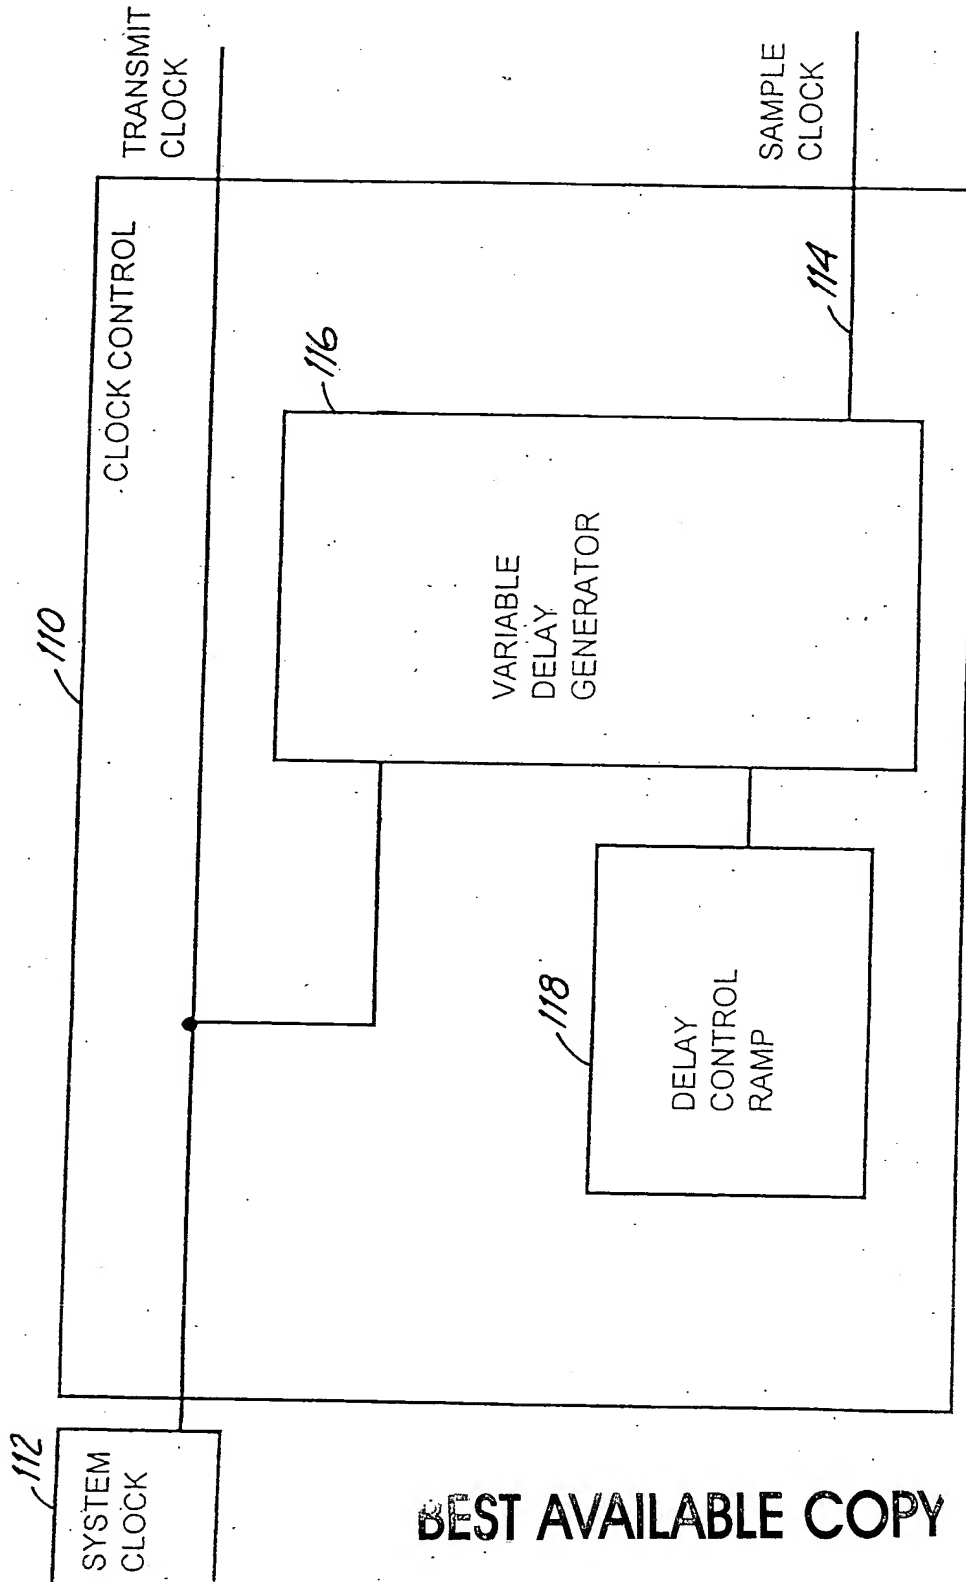 112
SYSTEM
CLOCK
110
CLOCK CONTROL
TRANSMIT
CLOCK
116
VARIABLE
DELAY
GENERATOR
118
DELAY
CONTROL
RAMP
114
SAMPLE
CLOCK
BEST AVAILABLE COPY